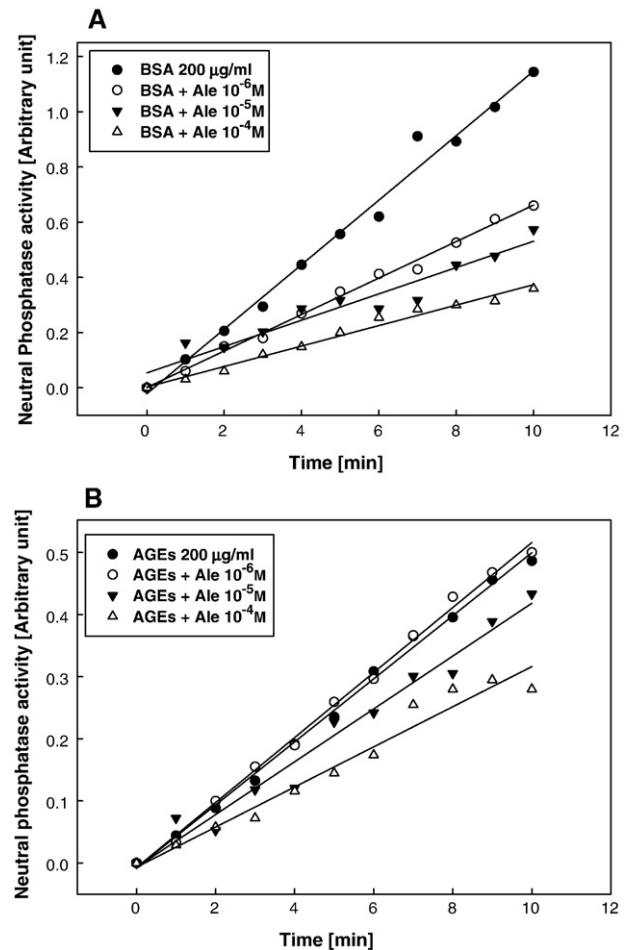 A
Neutral Phosphatase activity [Arbitrary unit]
1.2
1.0
0.8
0.6
0.4
0.2
0.0
BSA 200 µg/ml
BSA + Ale 10⁻⁶M
BSA + Ale 10⁻⁵M
BSA + Ale 10⁻⁴M
0 2 4 6 8 10 12
Time [min]
B
Neutral phosphatase activity [Arbitrary unit]
0.5
0.4
0.3
0.2
0.1
0.0
AGEs 200 µg/ml
AGEs + Ale 10⁻⁶M
AGEs + Ale 10⁻⁵M
AGEs + Ale 10⁻⁴M
0 2 4 6 8 10 12
Time [min]